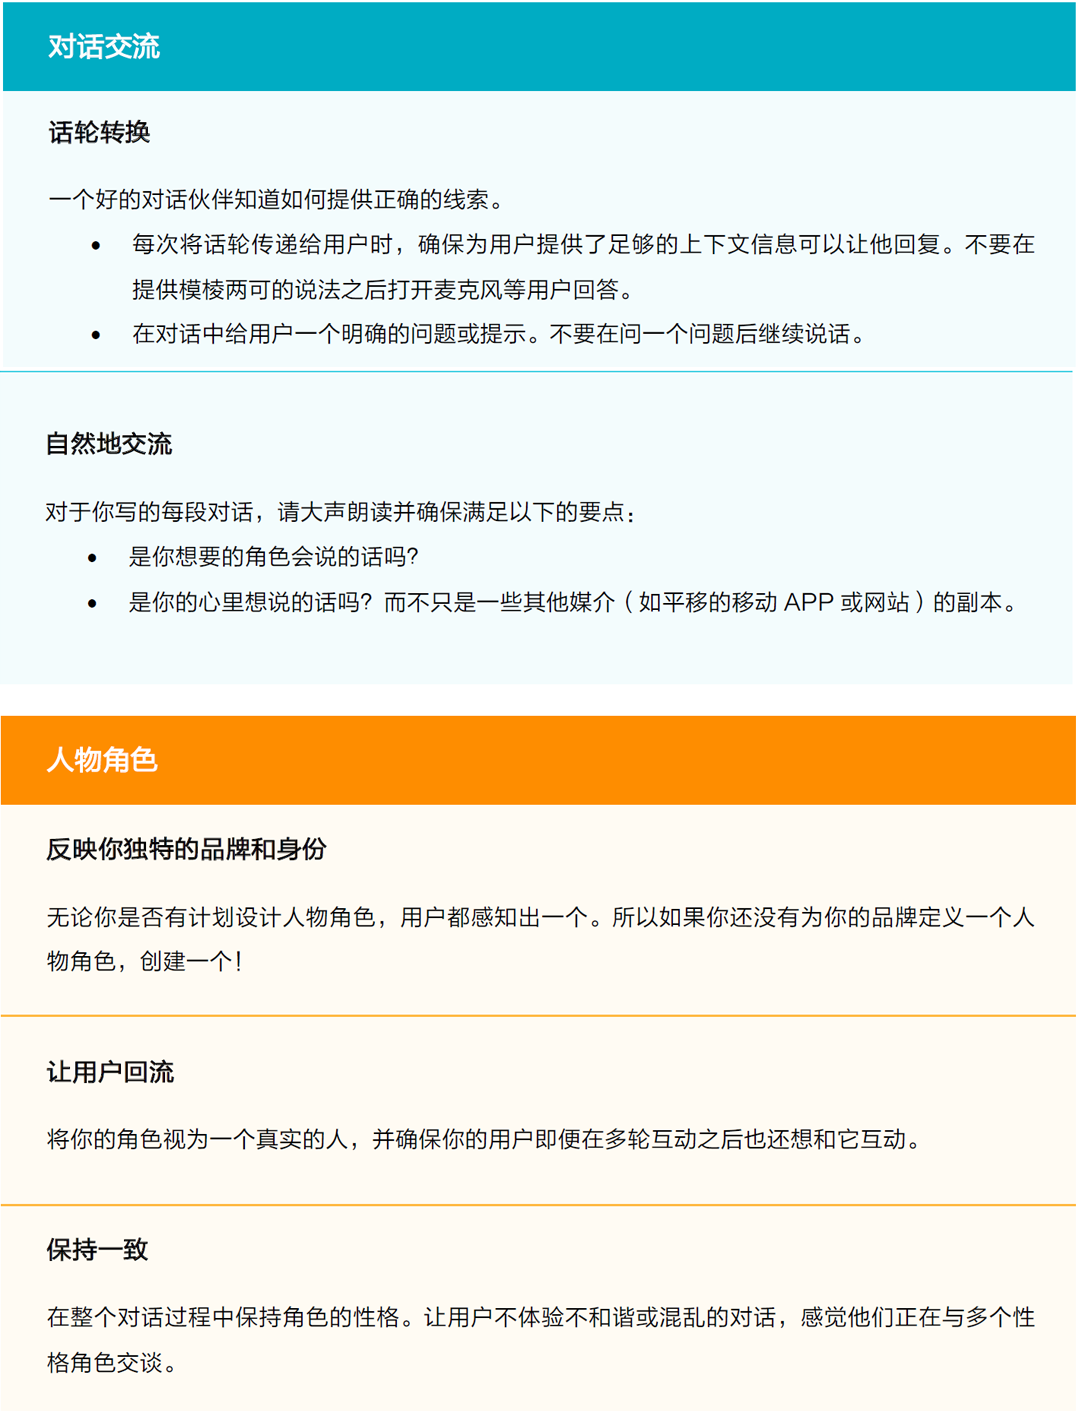 对话交流
话轮转换
一个好的对话伙伴知道如何提供正确的线索。
• 每次将话轮传递给用户时，确保为用户提供了足够的上下文信息可以让他回复。不要在
提供模棱两可的说法之后打开麦克风等用户回答。
• 在对话中给用户一个明确的问题或提示。不要在问一个问题后继续说话。
自然地交流
对于你写的每段对话，请大声朗读并确保满足以下的要点：
• 是你想要的角色会说的话吗？
• 是你的心里想说的话吗？而不只是一些其他媒介（如平移的移动 APP 或网站）的副本。
人物角色
反映你独特的品牌和身份
无论你是否有计划设计人物角色，用户都感知出一个。所以如果你还没有为你的品牌定义一个人
物角色，创建一个！
让用户回流
将你的角色视为一个真实的人，并确保你的用户即便在多轮互动之后也还想和它互动。
保持一致
在整个对话过程中保持角色的性格。让用户不体验不和谐或混乱的对话，感觉他们正在与多个性
格角色交谈。